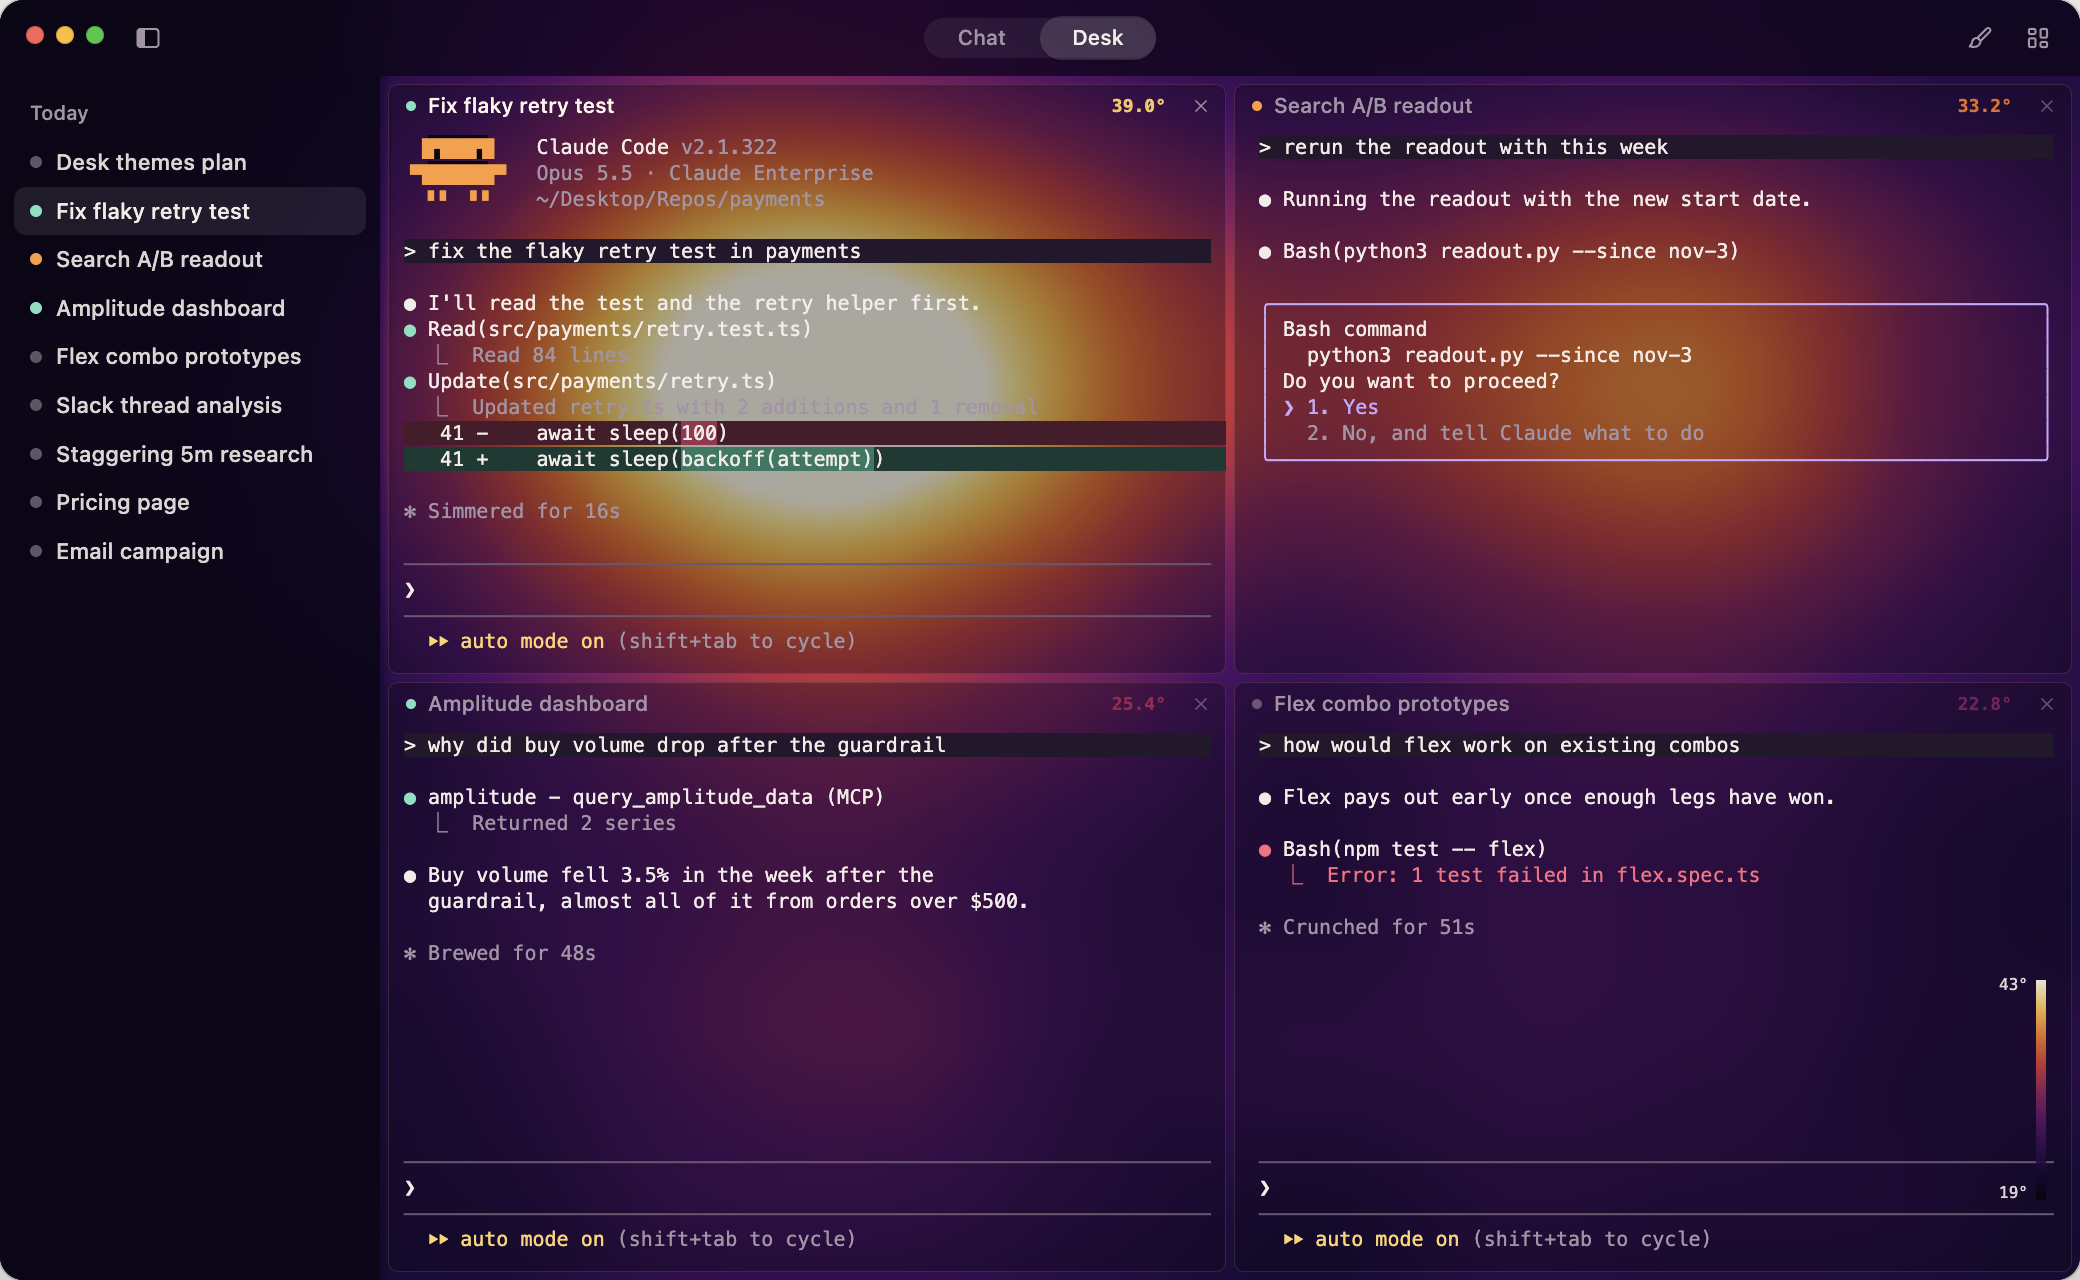 Chat
Desk
Today
Desk themes plan
Fix flaky retry test
Search A/B readout
Amplitude dashboard
Flex combo prototypes
Slack thread analysis
Staggering 5m research
Pricing page
Email campaign
Fix flaky retry test 39.0°
Claude Code v2.1.322
Opus 5.5 · Claude Enterprise
~/Desktop/Repos/payments
> fix the flaky retry test in payments
● I'll read the test and the retry helper first.
● Read(src/payments/retry.test.ts)
⎿ Read 84 lines
● Update(src/payments/retry.ts)
⎿ Updated retry.ts with 2 additions and 1 removal
41 - await sleep(100)
41 + await sleep(backoff(attempt))
✻ Simmered for 16s
❯
⏵⏵ auto mode on (shift+tab to cycle)
Search A/B readout 33.2°
> rerun the readout with this week
● Running the readout with the new start date.
● Bash(python3 readout.py --since nov-3)
Bash command
python3 readout.py --since nov-3
Do you want to proceed?
❯ 1. Yes
2. No, and tell Claude what to do
Amplitude dashboard 25.4°
> why did buy volume drop after the guardrail
● amplitude - query_amplitude_data (MCP)
⎿ Returned 2 series
● Buy volume fell 3.5% in the week after the
guardrail, almost all of it from orders over $500.
✻ Brewed for 48s
❯
⏵⏵ auto mode on (shift+tab to cycle)
Flex combo prototypes 22.8°
> how would flex work on existing combos
● Flex pays out early once enough legs have won.
● Bash(npm test -- flex)
⎿ Error: 1 test failed in flex.spec.ts
✻ Crunched for 51s
43°
❯
19°
⏵⏵ auto mode on (shift+tab to cycle)